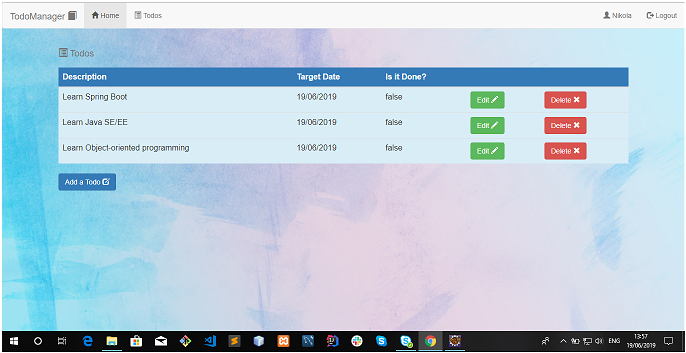 TodoManager Home Todos Nikola Logout
Todos
Description Target Date Is it Done?
Learn Spring Boot 19/06/2019 false Edit Delete
Learn Java SE/EE 19/06/2019 false Edit Delete
Learn Object-oriented programming 19/06/2019 false Edit Delete
Add a Todo
ENG 13:57
19/06/2019